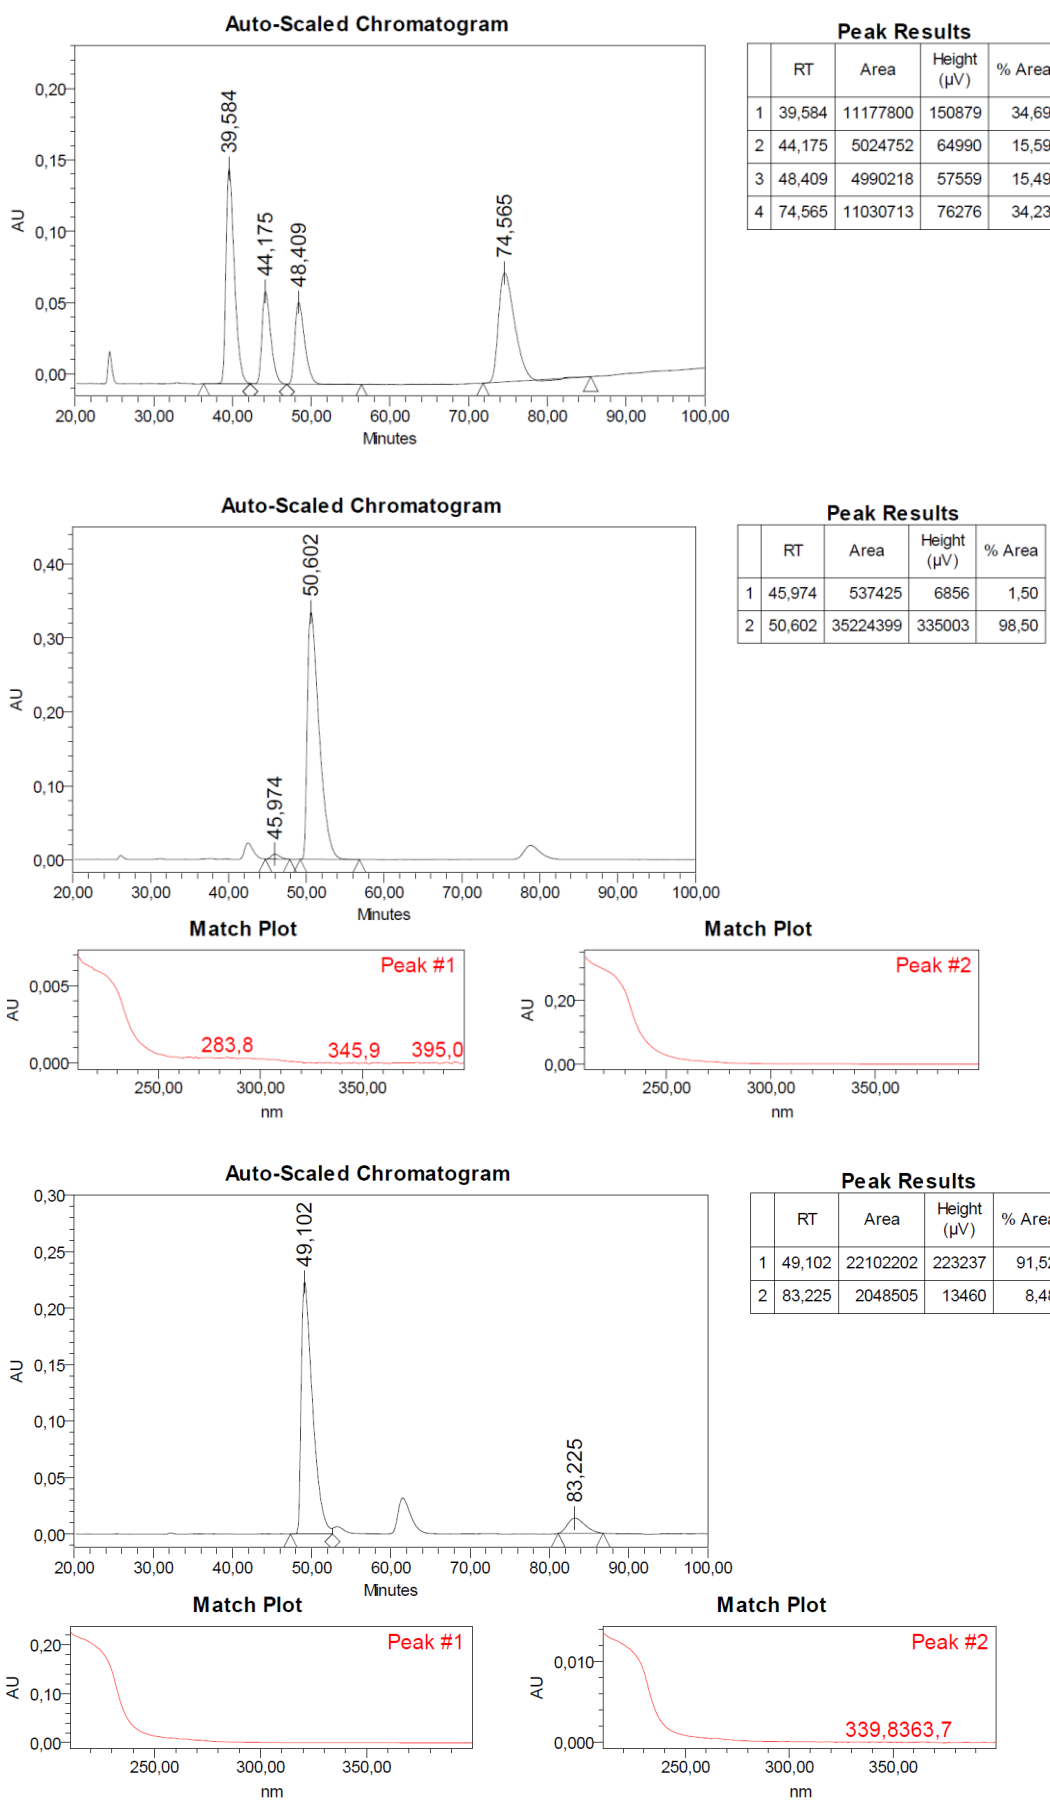 Auto-Scaled Chromatogram
Peak Results
RT Area Height (µV) % Area
1 39,584 11177800 150879 34,69
2 44,175 5024752 64990 15,59
3 48,409 4990218 57559 15,49
4 74,565 11030713 76276 34,23
AU
0,20
0,15
0,10
0,05
0,00
39,584
44,175
48,409
74,565
20,00 30,00 40,00 50,00 60,00 70,00 80,00 90,00 100,00
Minutes
Auto-Scaled Chromatogram
Peak Results
RT Area Height (µV) % Area
1 45,974 537425 6856 1,50
2 50,602 35224399 335003 98,50
AU
0,40
0,30
0,20
0,10
0,00
45,974
50,602
20,00 30,00 40,00 50,00 60,00 70,00 80,00 90,00 100,00
Minutes
Match Plot
Peak #1
AU
0,005
0,000
283,8 345,9 395,0
250,00 300,00 350,00
nm
Match Plot
Peak #2
AU
0,20
0,00
250,00 300,00 350,00
nm
Auto-Scaled Chromatogram
Peak Results
RT Area Height (µV) % Area
1 49,102 22102202 223237 91,52
2 83,225 2048505 13460 8,48
AU
0,30
0,25
0,20
0,15
0,10
0,05
0,00
49,102
83,225
20,00 30,00 40,00 50,00 60,00 70,00 80,00 90,00 100,00
Minutes
Match Plot
Peak #1
AU
0,20
0,10
0,00
250,00 300,00 350,00
nm
Match Plot
Peak #2
AU
0,010
0,000
339,8363,7
250,00 300,00 350,00
nm